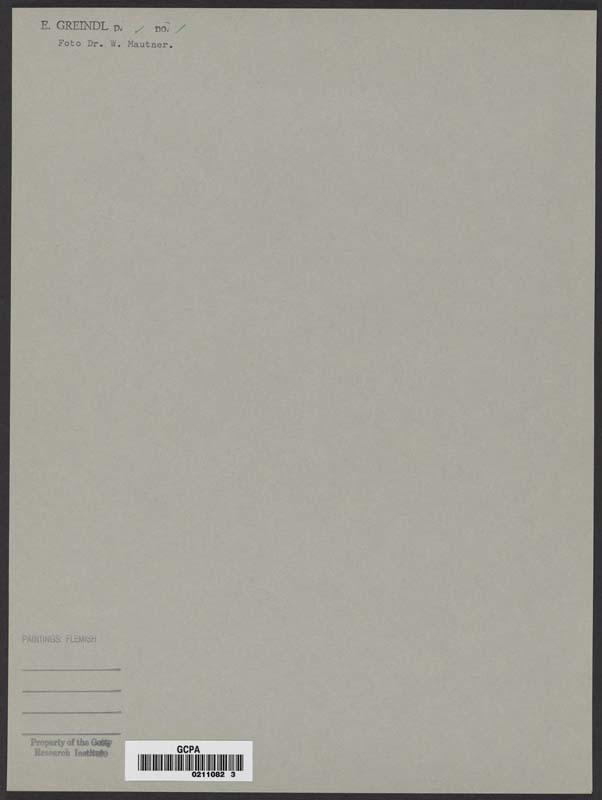 E. GREINDL p. no.
Foto Dr. W. Mautner.
PAINTINGS: FLEMISH
Property of the Getty
Research Institute
GCPA
0211082 3